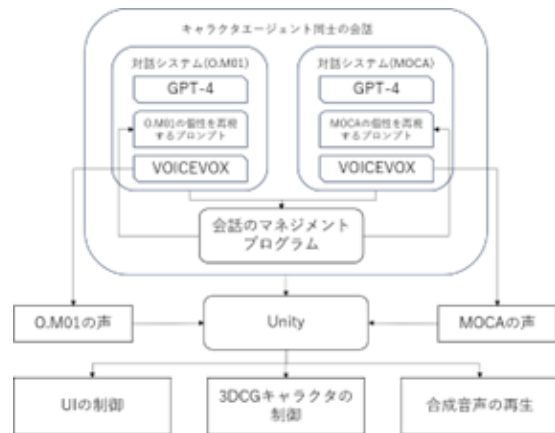 キャラクタエージェント同士の会話
対話システム(O.M01)
GPT-4
O.M01の個性を再現
するプロンプト
VOICEVOX
対話システム(MOCA)
GPT-4
MOCAの個性を再現
するプロンプト
VOICEVOX
会話のマネジメント
プログラム
O.M01の声
Unity
MOCAの声
UIの制御
3DCGキャラクタの
制御
合成音声の再生